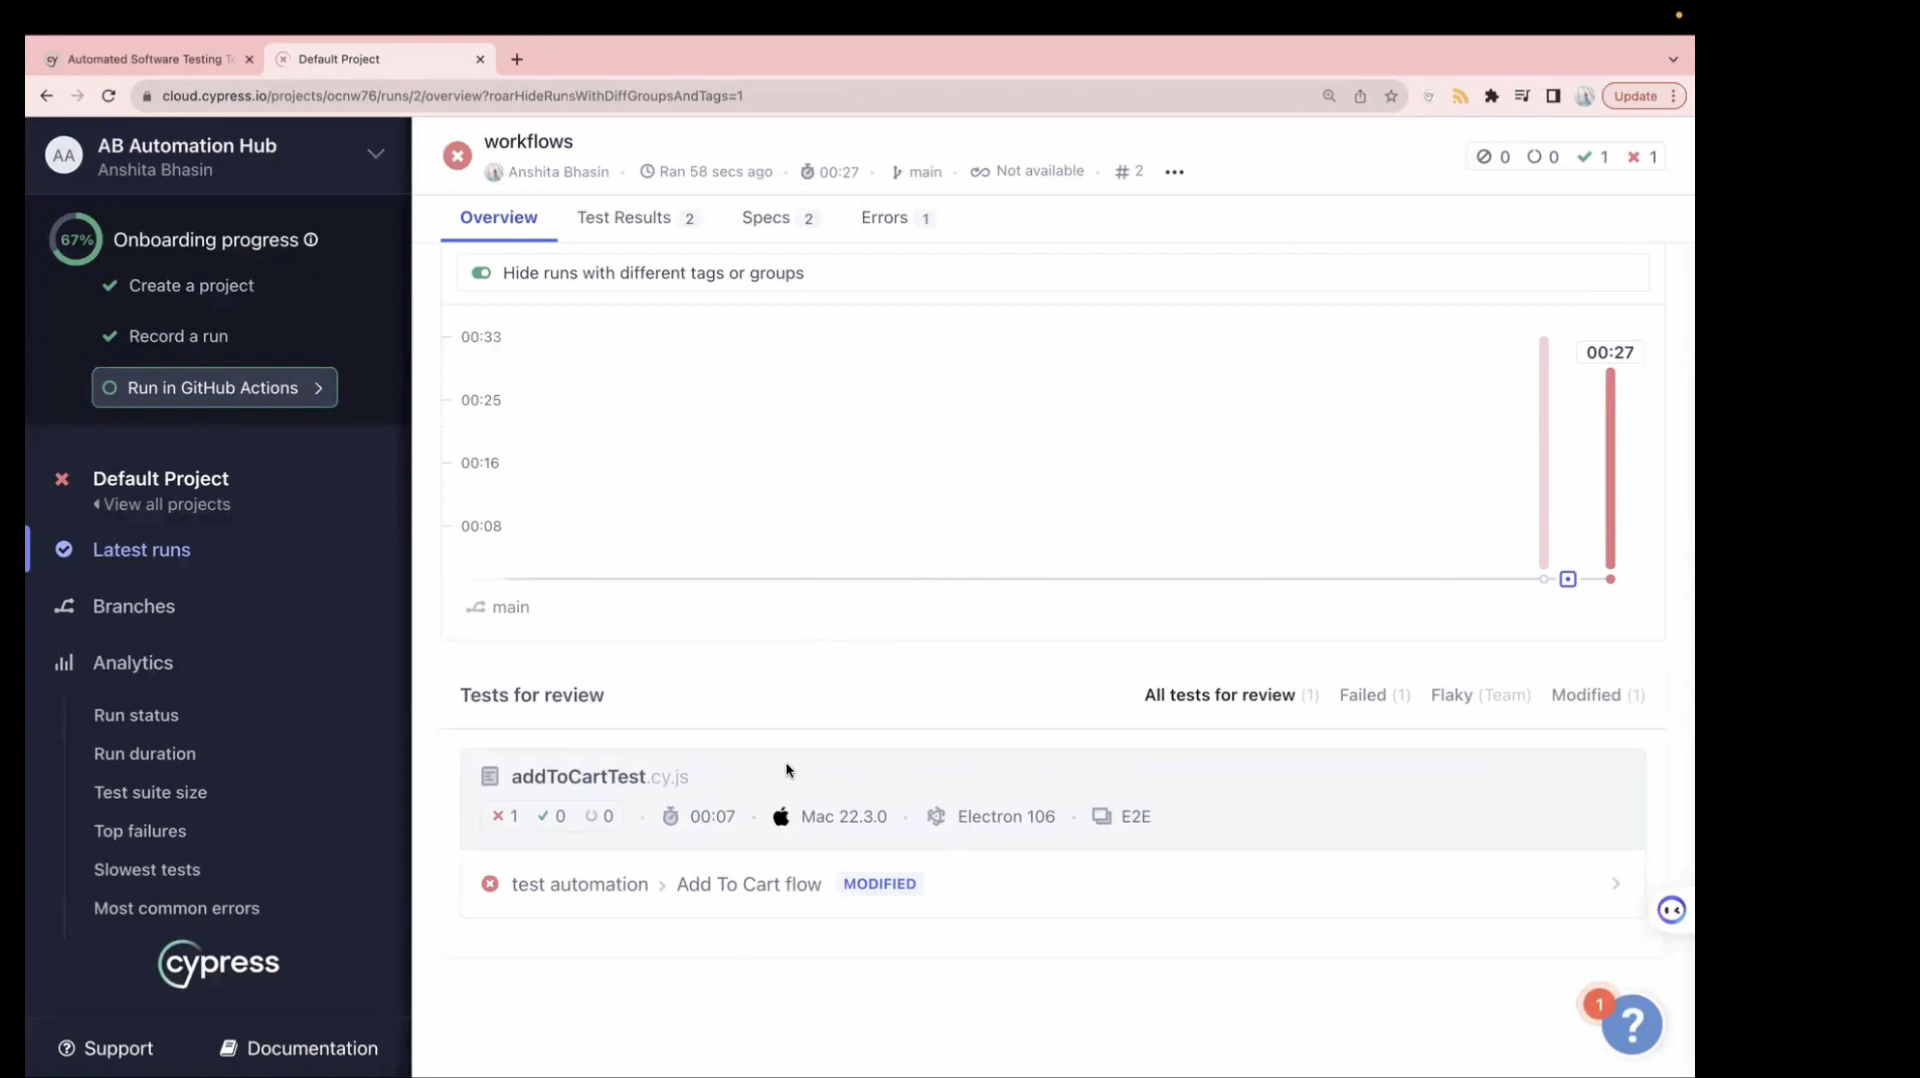 Automated Software Testing T
Default Project
cloud.cypress.io/projects/ocnw76/runs/2/overview?roarHideRunsWithDiffGroupsAndTags=1
Update
AA
AB Automation Hub
Anshita Bhasin
67%
Onboarding progress
Create a project
Record a run
Run in GitHub Actions
Default Project
View all projects
Latest runs
Branches
Analytics
Run status
Run duration
Test suite size
Top failures
Slowest tests
Most common errors
cypress
Support
Documentation
workflows
Anshita Bhasin Ran 58 secs ago 00:27 main Not available # 2
0 0 1 1
Overview Test Results 2 Specs 2 Errors 1
Hide runs with different tags or groups
00:33
00:27
00:25
00:16
00:08
main
Tests for review
All tests for review (1) Failed (1) Flaky (Team) Modified (1)
addToCartTest.cy.js
1 0 0 00:07 Mac 22.3.0 Electron 106 E2E
test automation > Add To Cart flow MODIFIED
1
?